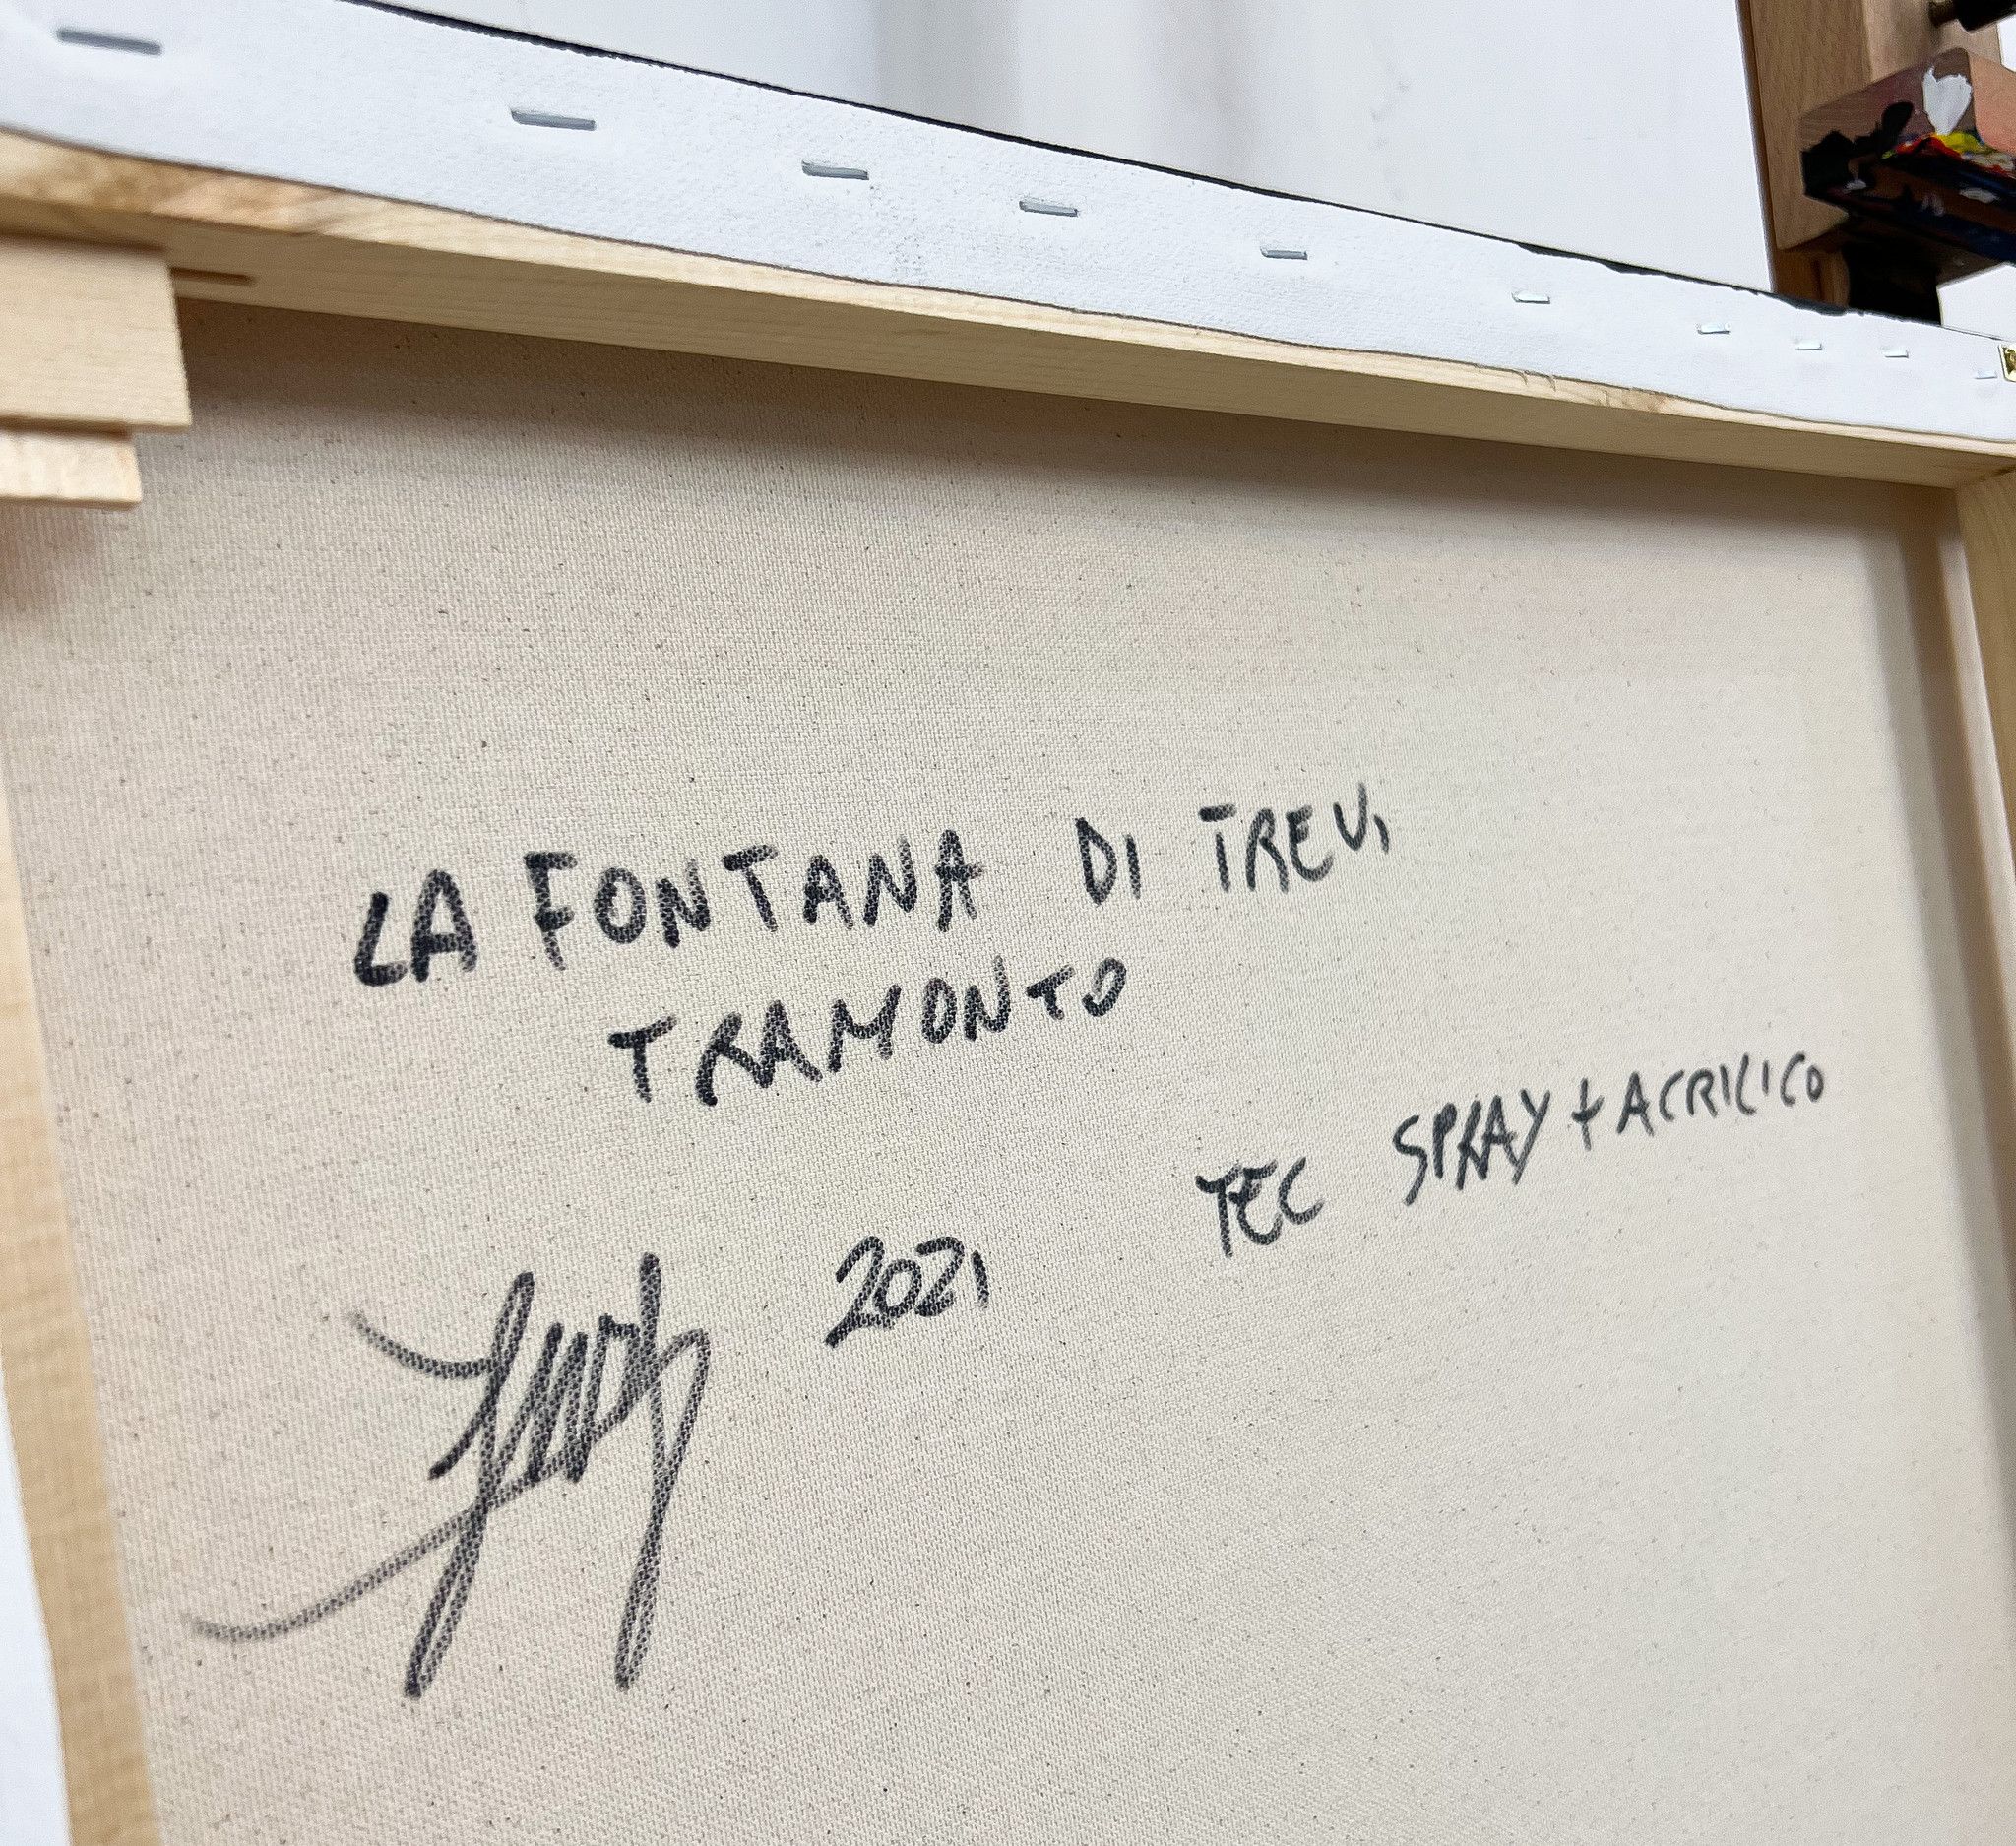 LA FONTANA DI TREVI
TRAMONTO
TEC SPRAY + ACRILICO
2021